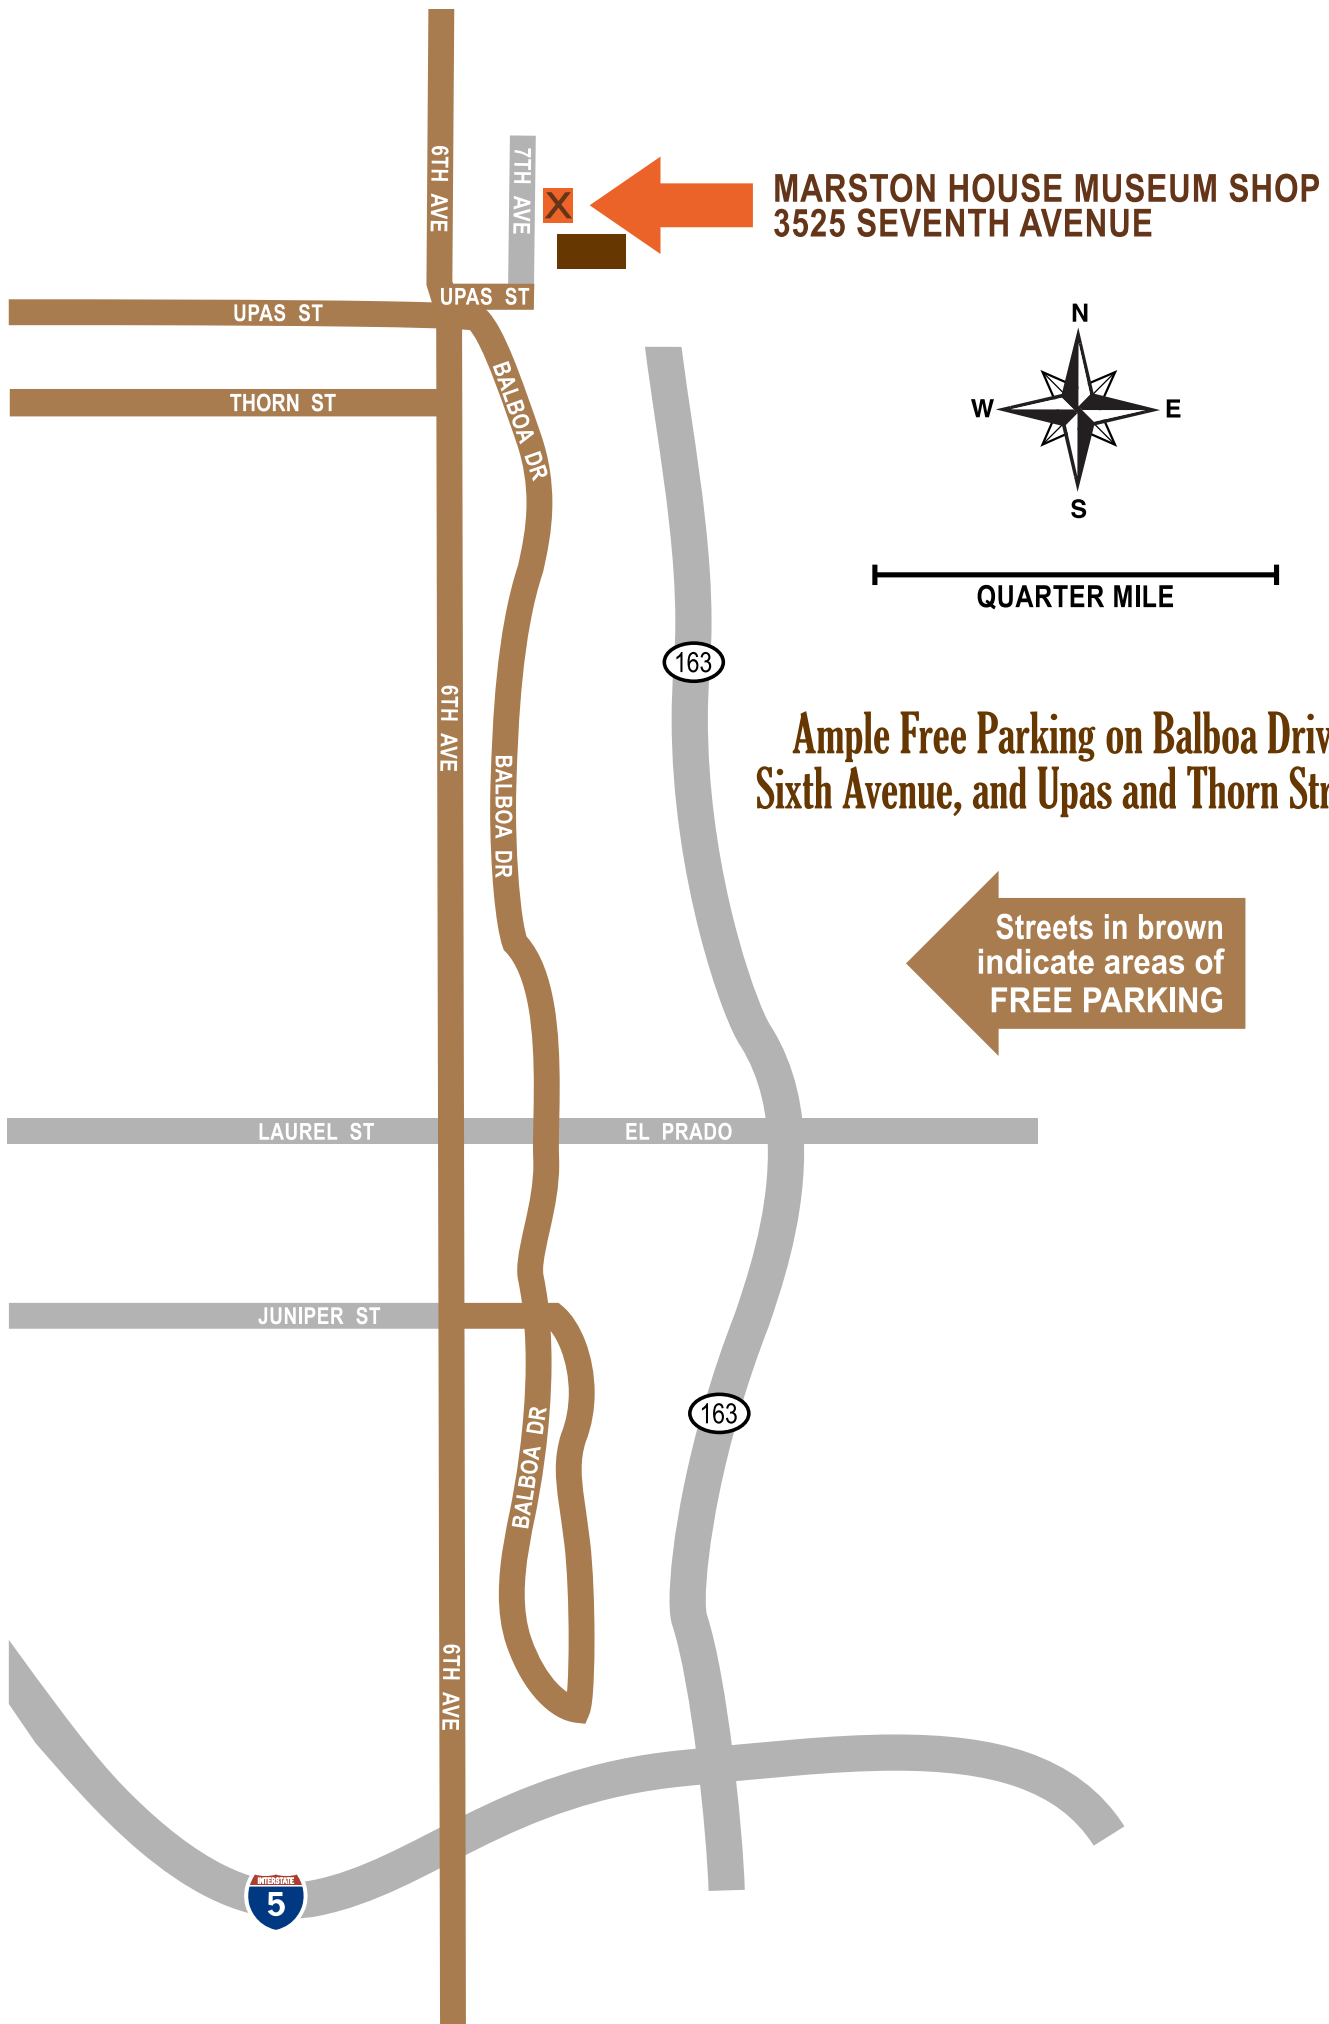 6TH AVE
7TH AVE
X
MARSTON HOUSE MUSEUM SHOP
3525 SEVENTH AVENUE
UPAS ST
UPAS ST
N
W
E
S
THORN ST
BALBOA DR
QUARTER MILE
163
6TH AVE
BALBOA DR
Ample Free Parking on Balboa Driv
Sixth Avenue, and Upas and Thorn Str
Streets in brown
indicate areas of
FREE PARKING
LAUREL ST
EL PRADO
JUNIPER ST
163
BALBOA DR
6TH AVE
INTERSTATE
5